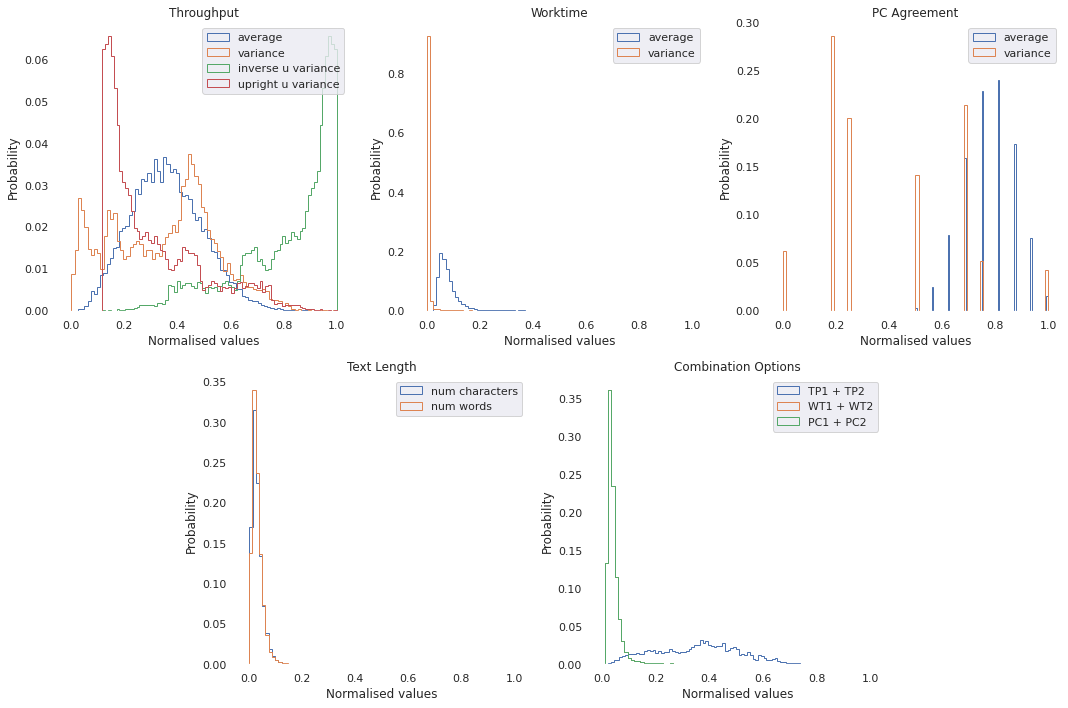 Throughput
average
variance
inverse u variance
upright u variance
Probability
0.06
0.05
0.04
0.03
0.02
0.01
0.00
0.0 0.2 0.4 0.6 0.8 1.0
Normalised values
Worktime
average
variance
Probability
0.8
0.6
0.4
0.2
0.0
0.0 0.2 0.4 0.6 0.8 1.0
Normalised values
PC Agreement
average
variance
Probability
0.30
0.25
0.20
0.15
0.10
0.05
0.00
0.0 0.2 0.4 0.6 0.8 1.0
Normalised values
Text Length
num characters
num words
Probability
0.35
0.30
0.25
0.20
0.15
0.10
0.05
0.00
0.0 0.2 0.4 0.6 0.8 1.0
Normalised values
Combination Options
TP1 + TP2
WT1 + WT2
PC1 + PC2
Probability
0.35
0.30
0.25
0.20
0.15
0.10
0.05
0.00
0.0 0.2 0.4 0.6 0.8 1.0
Normalised values